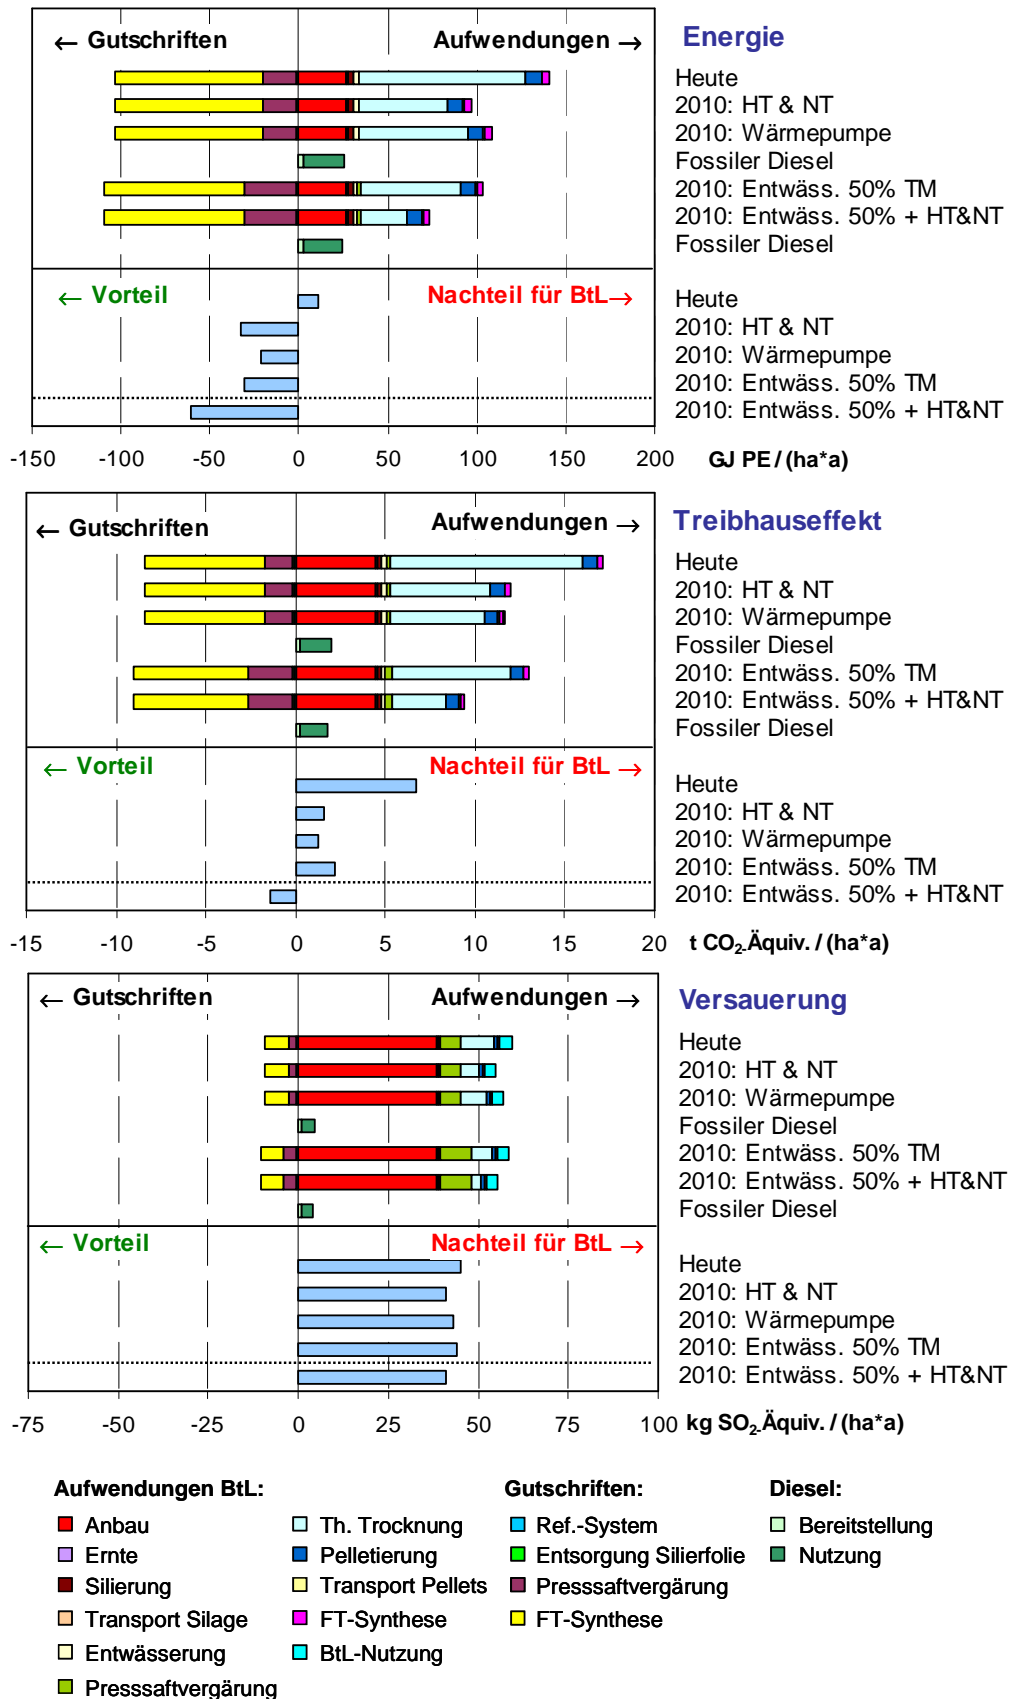 ← Gutschriften Aufwendungen → Energie
Heute
2010: HT & NT
2010: Wärmepumpe
Fossiler Diesel
2010: Entwäss. 50% TM
2010: Entwäss. 50% + HT&NT
Fossiler Diesel
← Vorteil Nachteil für BtL→ Heute
2010: HT & NT
2010: Wärmepumpe
2010: Entwäss. 50% TM
2010: Entwäss. 50% + HT&NT
-150 -100 -50 0 50 100 150 200 GJ PE / (ha*a)
← Gutschriften Aufwendungen → Treibhauseffekt
Heute
2010: HT & NT
2010: Wärmepumpe
Fossiler Diesel
2010: Entwäss. 50% TM
2010: Entwäss. 50% + HT&NT
Fossiler Diesel
← Vorteil Nachteil für BtL →
Heute
2010: HT & NT
2010: Wärmepumpe
2010: Entwäss. 50% TM
2010: Entwäss. 50% + HT&NT
-15 -10 -5 0 5 10 15 20 t CO2-Äquiv. / (ha*a)
← Gutschriften Aufwendungen → Versauerung
Heute
2010: HT & NT
2010: Wärmepumpe
Fossiler Diesel
2010: Entwäss. 50% TM
2010: Entwäss. 50% + HT&NT
Fossiler Diesel
← Vorteil Nachteil für BtL →
Heute
2010: HT & NT
2010: Wärmepumpe
2010: Entwäss. 50% TM
2010: Entwäss. 50% + HT&NT
-75 -50 -25 0 25 50 75 100 kg SO2-Äquiv. / (ha*a)
Aufwendungen BtL: Gutschriften: Diesel:
Anbau Th. Trocknung Ref.-System Bereitstellung
Ernte Pelletierung Entsorgung Silierfolie Nutzung
Silierung Transport Pellets Presssaftvergärung
Transport Silage FT-Synthese FT-Synthese
Entwässerung BtL-Nutzung
Presssaftvergärung